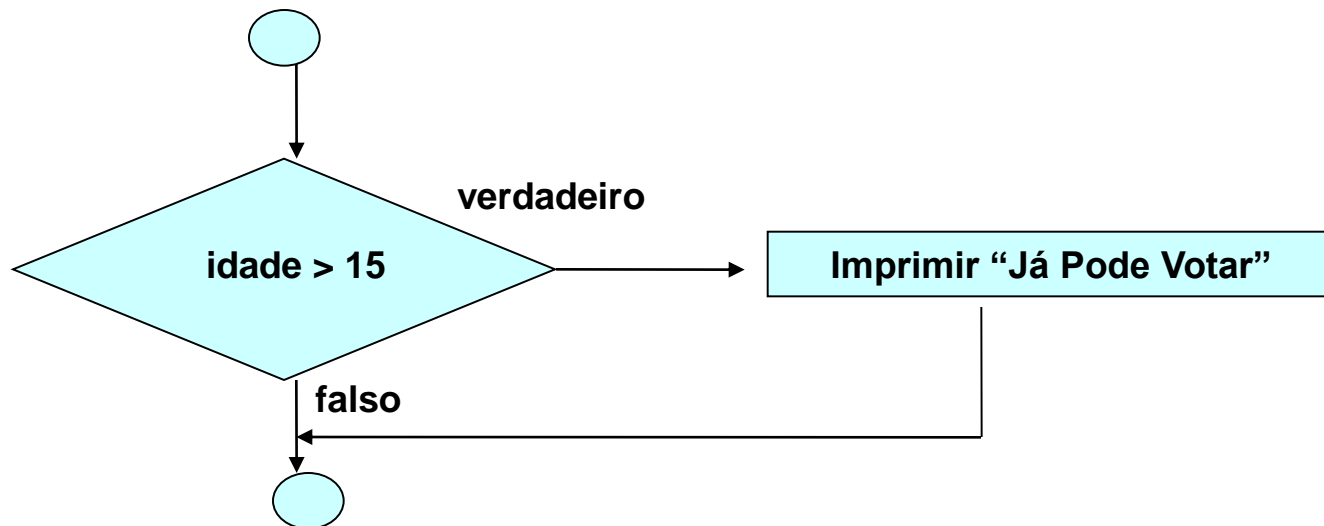 verdadeiro
idade > 15
Imprimir “Já Pode Votar”
falso